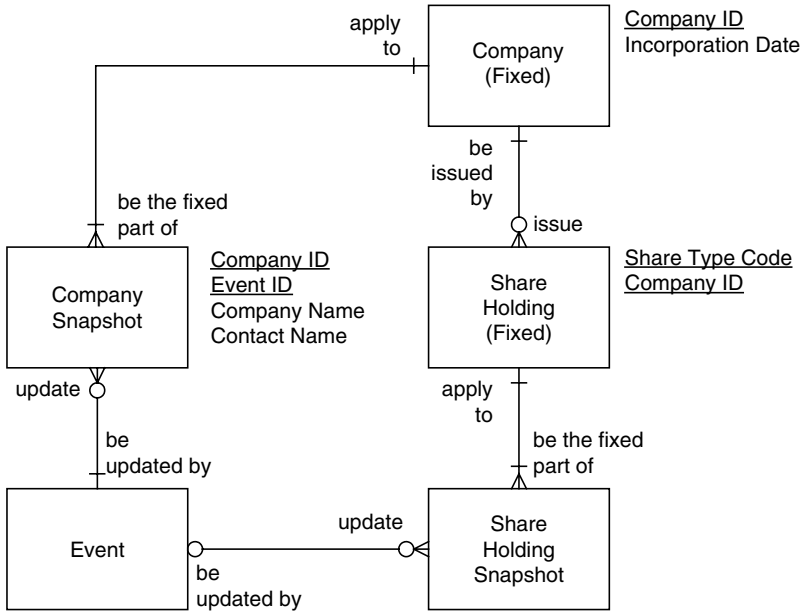 apply
to
Company
(Fixed)
Company ID
Incorporation Date
be
issued
by
issue
be the fixed
part of
Company
Snapshot
Company ID
Event ID
Company Name
Contact Name
Share
Holding
(Fixed)
Share Type Code
Company ID
update
be
updated by
apply
to
be the fixed
part of
Event
be
updated by
update
Share
Holding
Snapshot